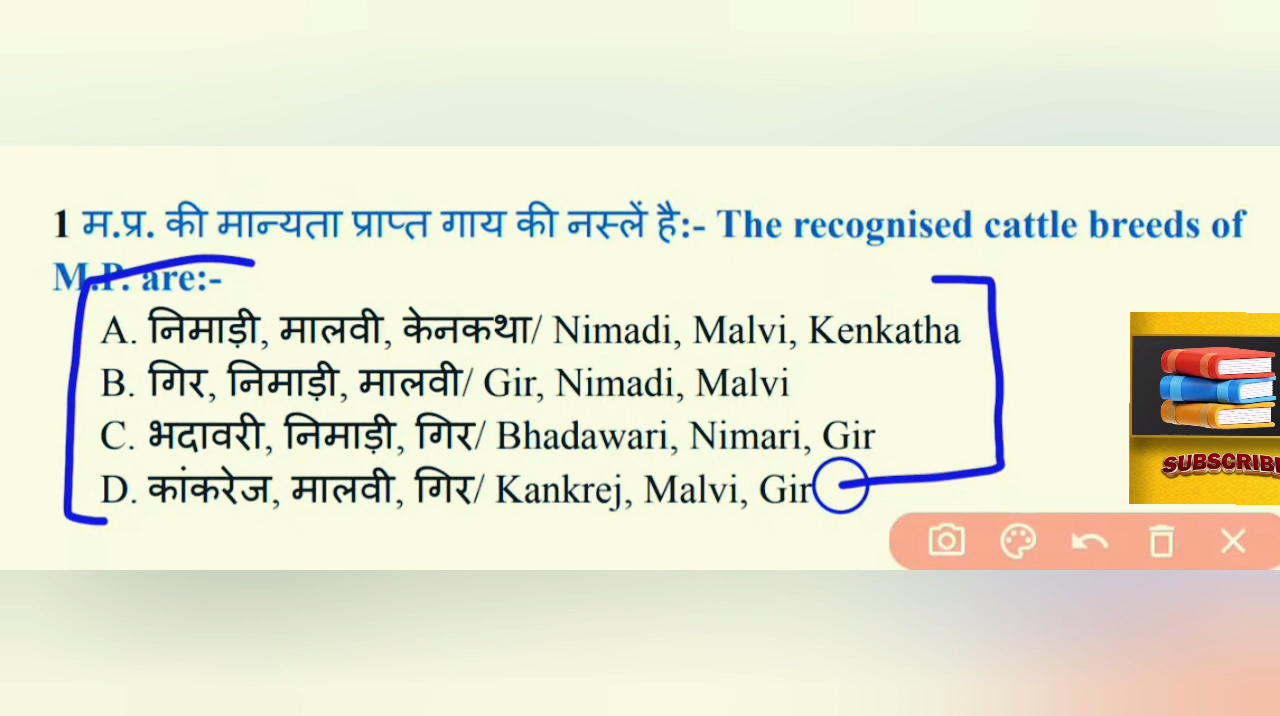 1 म.प्र. की मान्यता प्राप्त गाय की नस्लें है:- The recognised cattle breeds of
M.P. are:-
A. निमाड़ी, मालवी, केनकथा/ Nimadi, Malvi, Kenkatha
B. गिर, निमाड़ी, मालवी/ Gir, Nimadi, Malvi
C. भदावरी, निमाड़ी, गिर/ Bhadawari, Nimari, Gir
D. कांकरेज, मालवी, गिर/ Kankrej, Malvi, Gir
SUBSCRIBE